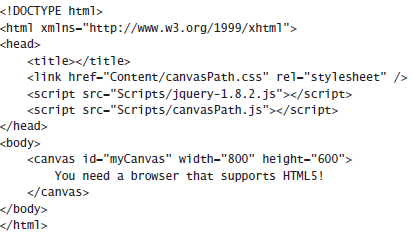 <!DOCTYPE html>
<html xmlns="http://www.w3.org/1999/xhtml">
<head>
    <title></title>
    <link href="Content/canvasPath.css" rel="stylesheet" />
    <script src="Scripts/jquery-1.8.2.js"></script>
    <script src="Scripts/canvasPath.js"></script>
</head>
<body>
    <canvas id="myCanvas" width="800" height="600">
        You need a browser that supports HTML5!
    </canvas>
</body>
</html>